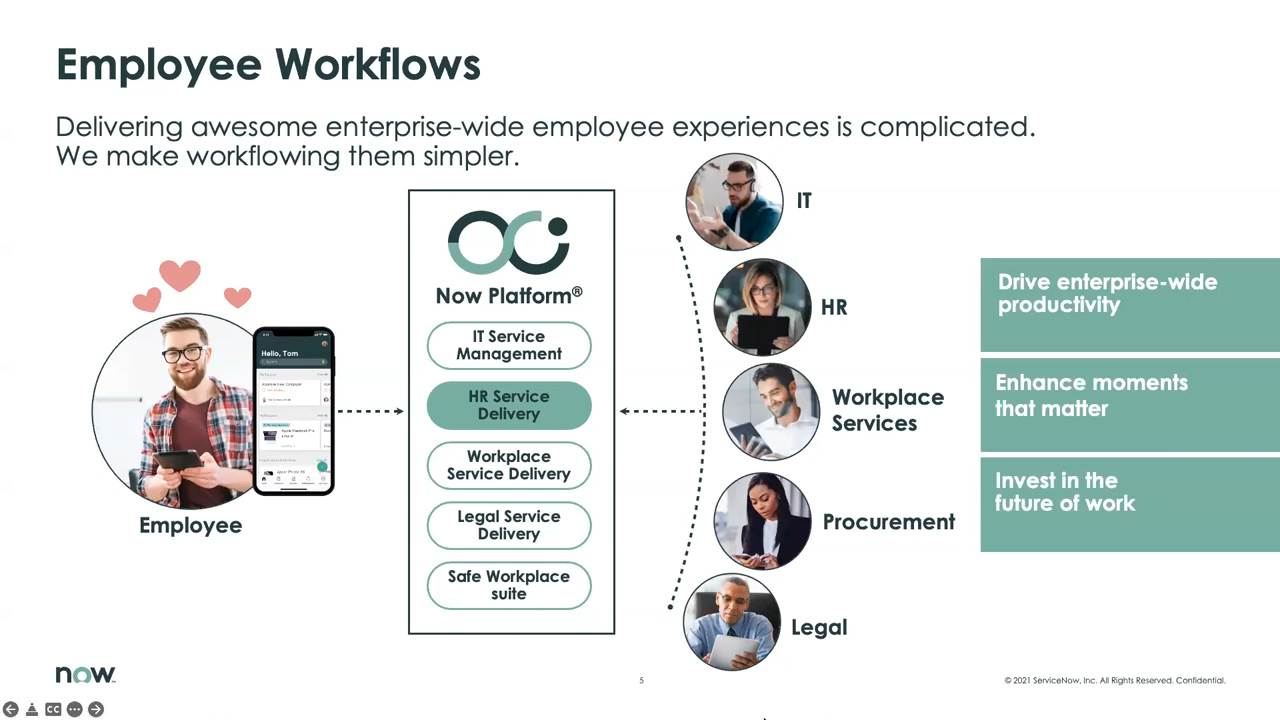 Employee Workflows
Delivering awesome enterprise-wide employee experiences is complicated.
We make workflowing them simpler.
Now Platform®
IT Service
Management
HR Service
Delivery
Workplace
Service Delivery
Legal Service
Delivery
Safe Workplace
suite
Hello, Tom
Employee
IT
HR
Workplace
Services
Procurement
Legal
Drive enterprise-wide
productivity
Enhance moments
that matter
Invest in the
future of work
now
5
© 2021 ServiceNow, Inc. All Rights Reserved. Confidential.
CC